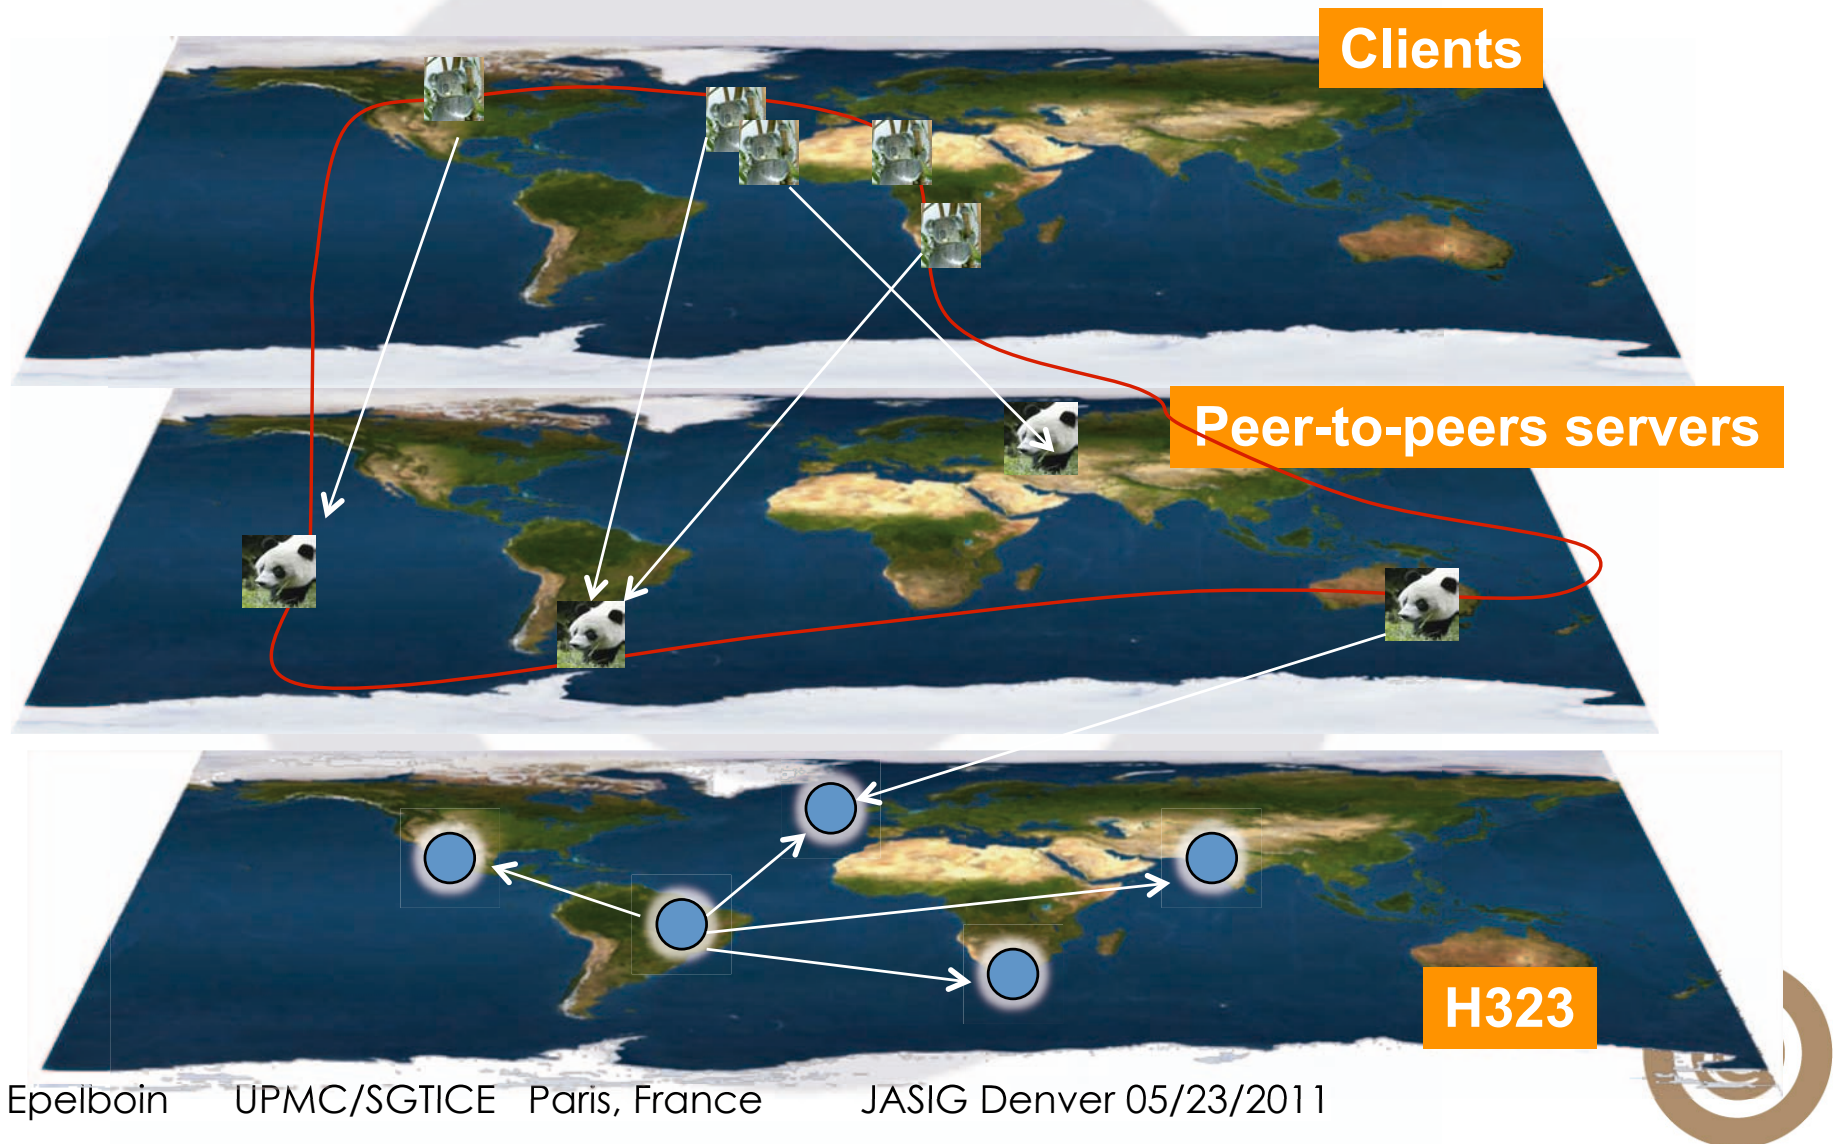 Clients
Peer-to-peers servers
H323
Epelboin UPMC/SGTICE Paris, France JASIG Denver 05/23/2011